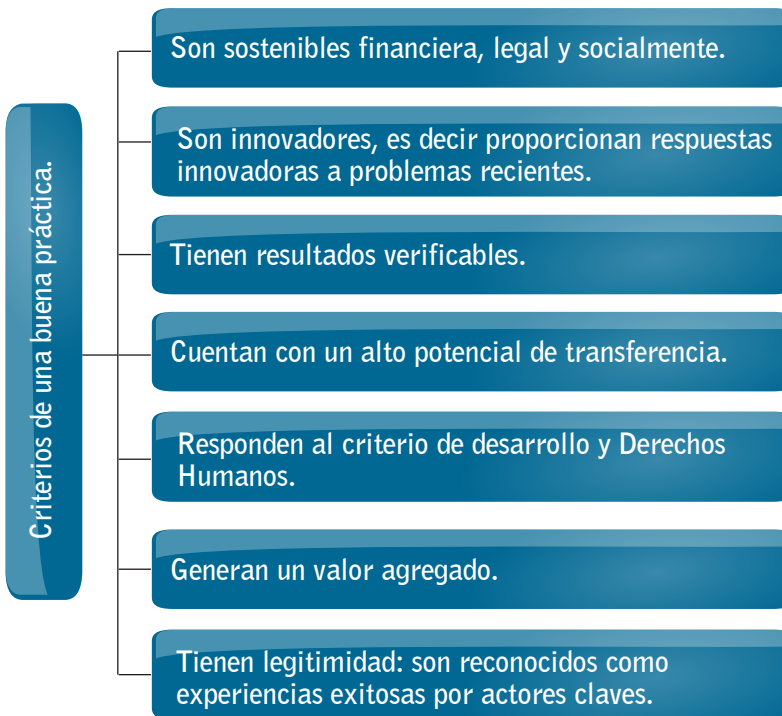 Criterios de una buena práctica.
Son sostenibles financiera, legal y socialmente.
Son innovadores, es decir proporcionan respuestas
innovadoras a problemas recientes.
Tienen resultados verificables.
Cuentan con un alto potencial de transferencia.
Responden al criterio de desarrollo y Derechos
Humanos.
Generan un valor agregado.
Tienen legitimidad: son reconocidos como
experiencias exitosas por actores claves.